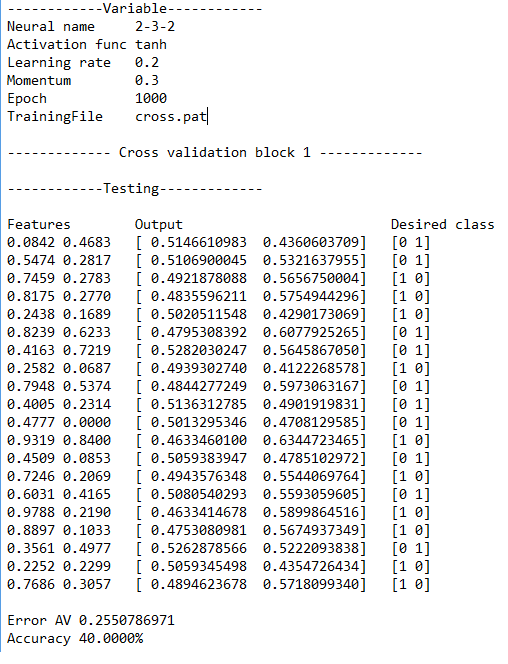 ------------Variable------------
Neural name     2-3-2
Activation func tanh
Learning rate   0.2
Momentum        0.3
Epoch           1000
TrainingFile    cross.pat
------------- Cross validation block 1 -------------
------------Testing-------------
Features        Output                          Desired class
0.0842 0.4683   [ 0.5146610983  0.4360603709]   [0 1]
0.5474 0.2817   [ 0.5106900045  0.5321637955]   [0 1]
0.7459 0.2783   [ 0.4921878088  0.5656750004]   [1 0]
0.8175 0.2770   [ 0.4835596211  0.5754944296]   [1 0]
0.2438 0.1689   [ 0.5020511548  0.4290173069]   [1 0]
0.8239 0.6233   [ 0.4795308392  0.6077925265]   [1 0]
0.4163 0.7219   [ 0.5282030247  0.5645867050]   [0 1]
0.2582 0.0687   [ 0.4939302740  0.4122268578]   [1 0]
0.7948 0.5374   [ 0.4844277249  0.5973063167]   [1 0]
0.4005 0.2314   [ 0.5136312785  0.4901919831]   [0 1]
0.4777 0.0000   [ 0.5013295346  0.4708129585]   [0 1]
0.9319 0.8400   [ 0.4633460100  0.6344723465]   [1 0]
0.4509 0.0853   [ 0.5059383947  0.4785102972]   [0 1]
0.7246 0.2069   [ 0.4943576348  0.5544069764]   [1 0]
0.6031 0.4165   [ 0.5080540293  0.5593059605]   [0 1]
0.9788 0.2190   [ 0.4633414678  0.5899864516]   [1 0]
0.8897 0.1033   [ 0.4753080981  0.5674937349]   [1 0]
0.3561 0.4977   [ 0.5262878566  0.5222093838]   [0 1]
0.2252 0.2299   [ 0.5059345498  0.4354726434]   [1 0]
0.7686 0.3057   [ 0.4894623678  0.5718099340]   [1 0]
Error AV 0.2550786971
Accuracy 40.0000%